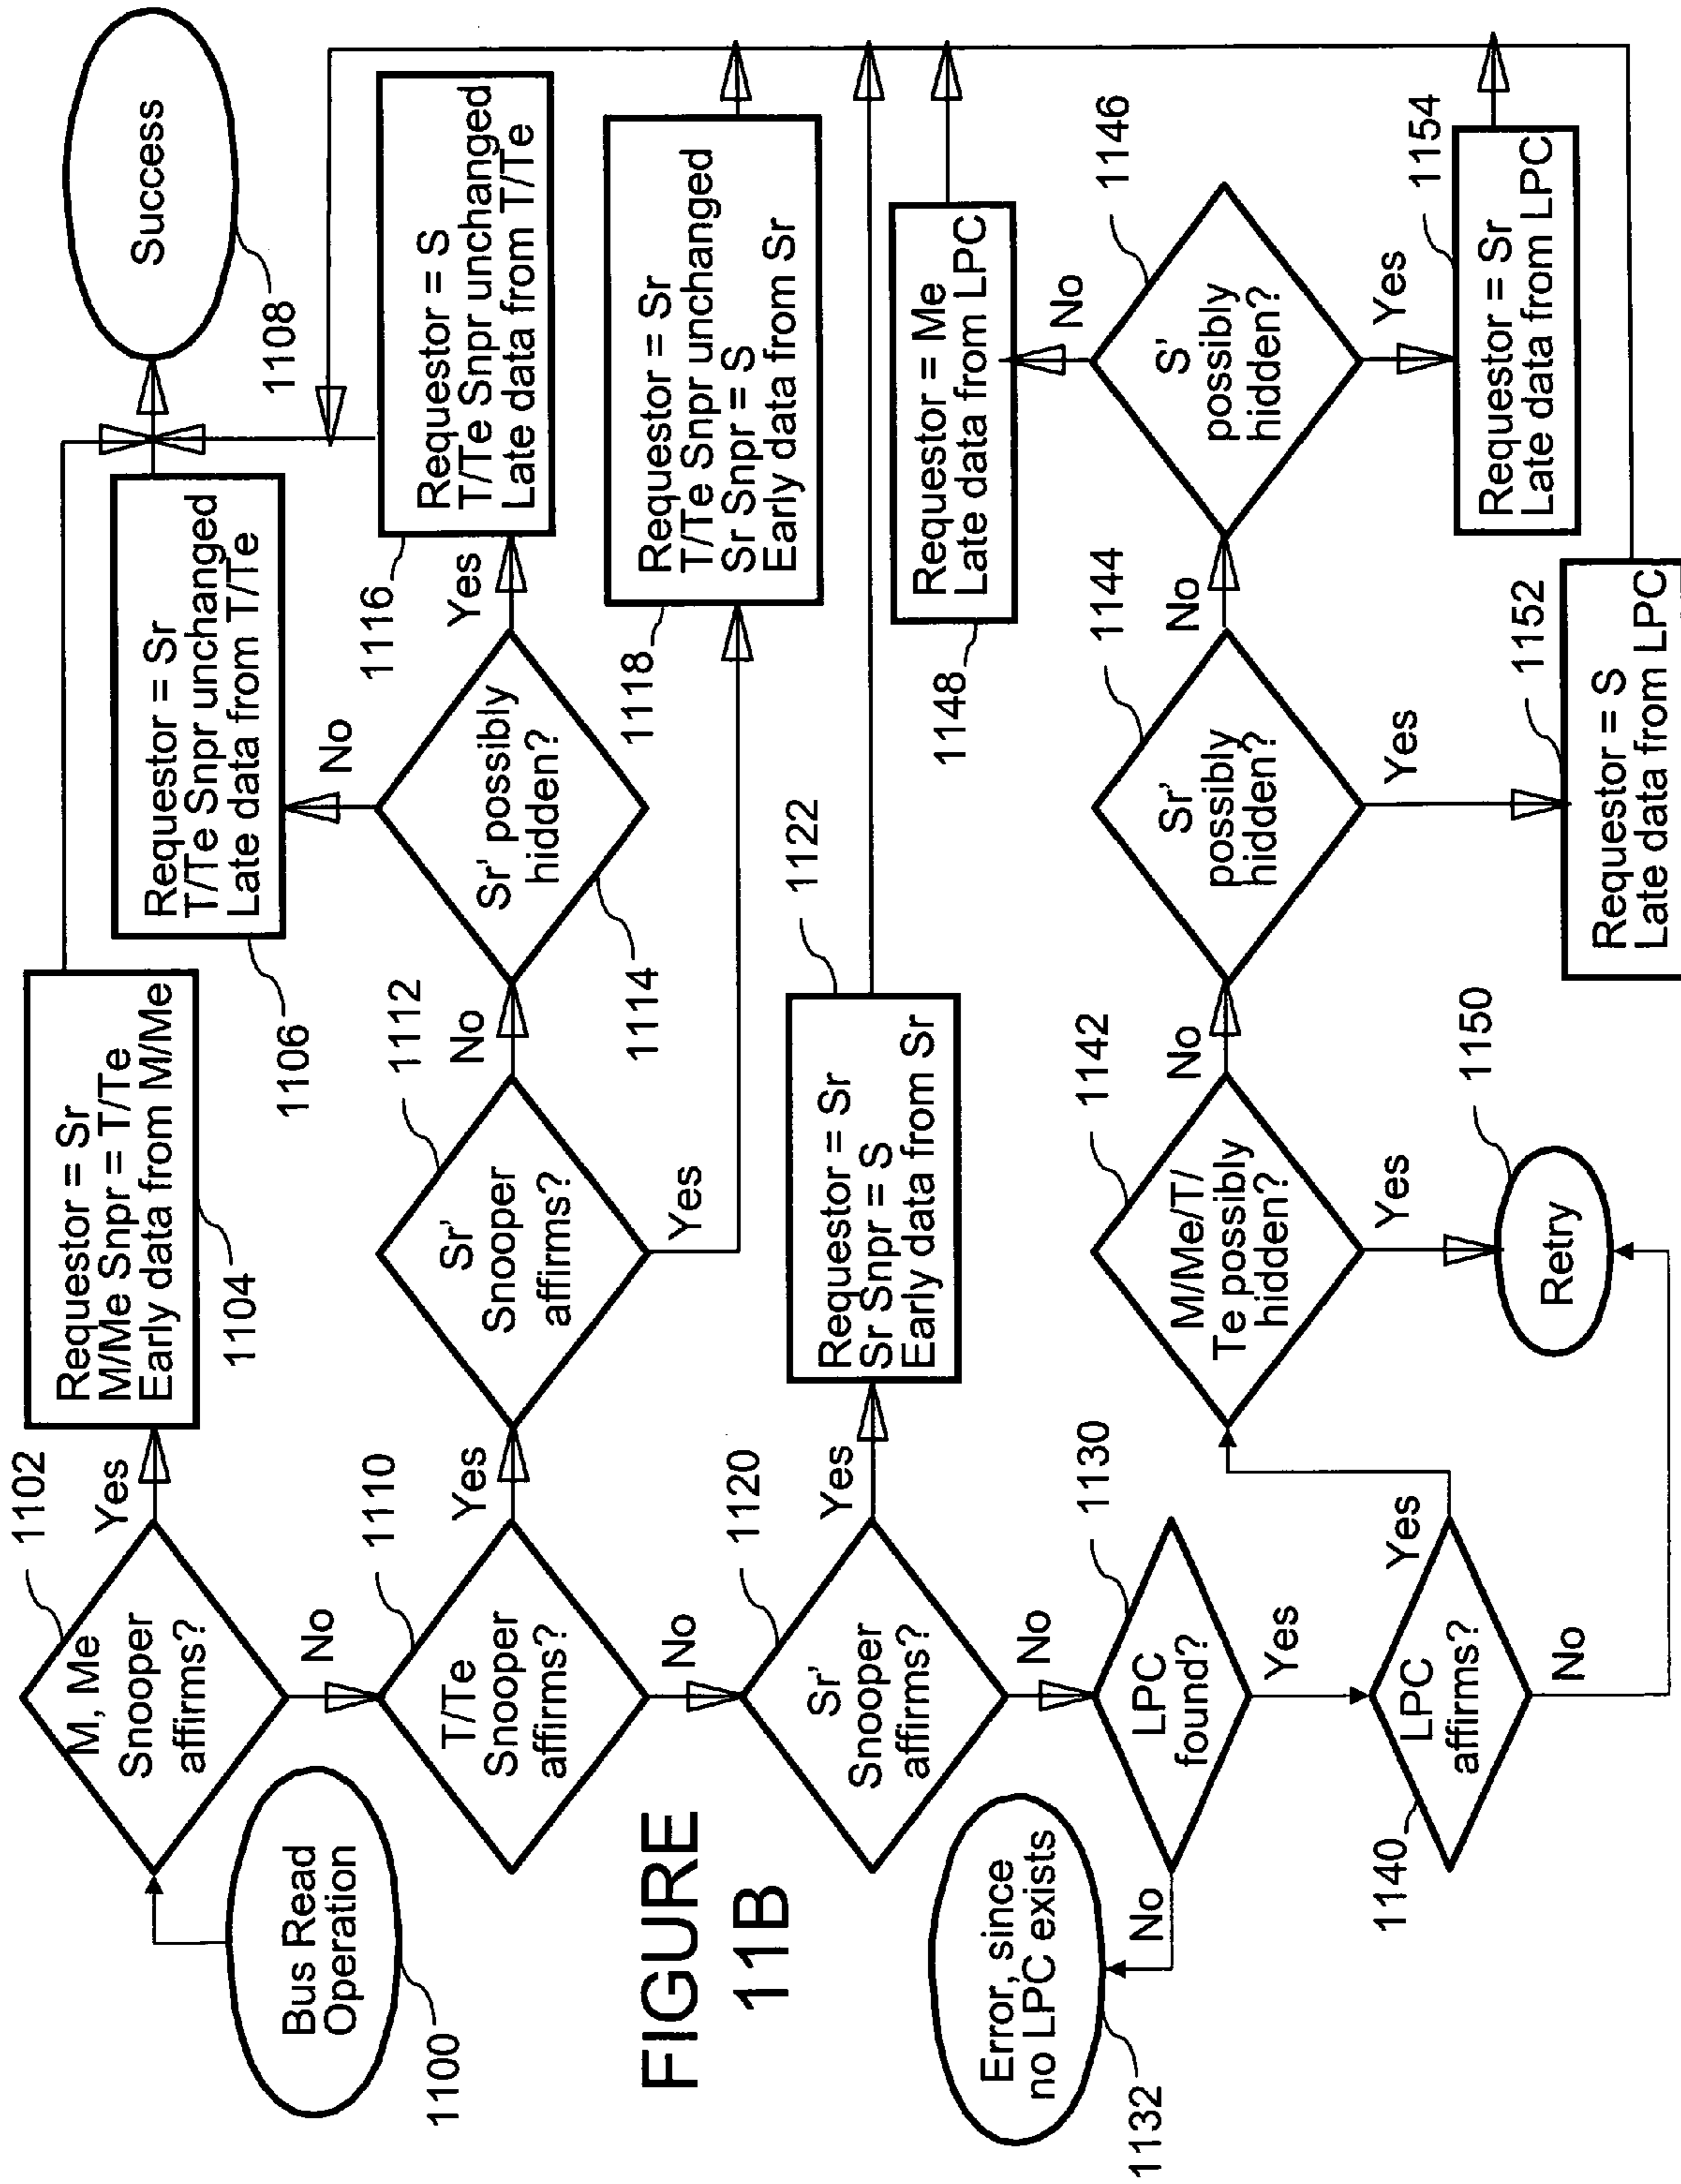 Bus Read
Operation
1100
M, Me
Snooper
affirms?
1102
Yes
No
Requestor = Sr
M/Me Snpr = T/Te
Early data from M/Me
1104
Requestor = Sr
T/Te Snpr unchanged
Late data from T/Te
1106
Success
1108
T/Te
Snooper
affirms?
1110
Yes
No
Sr'
Snooper
affirms?
1112
No
Yes
Sr' possibly
hidden?
1114
No
Yes
Requestor = S
T/Te Snpr unchanged
Late data from T/Te
1116
Requestor = Sr
T/Te Snpr unchanged
Sr Snpr = S
Early data from Sr
1118
Sr'
Snooper
affirms?
1120
Yes
No
Requestor = Sr
Sr Snpr = S
Early data from Sr
1122
LPC
found?
1130
No
Yes
Error, since
no LPC exists
1132
LPC
affirms?
1140
Yes
No
M/Me/T/
Te possibly
hidden?
1142
No
Yes
Retry
1150
Sr'
possibly
hidden?
1144
No
Yes
S'
possibly
hidden?
1146
No
Yes
Requestor = Me
Late data from LPC
1148
Requestor = S
Late data from LPC
1152
Requestor = Sr
Late data from LPC
1154
FIGURE
11B